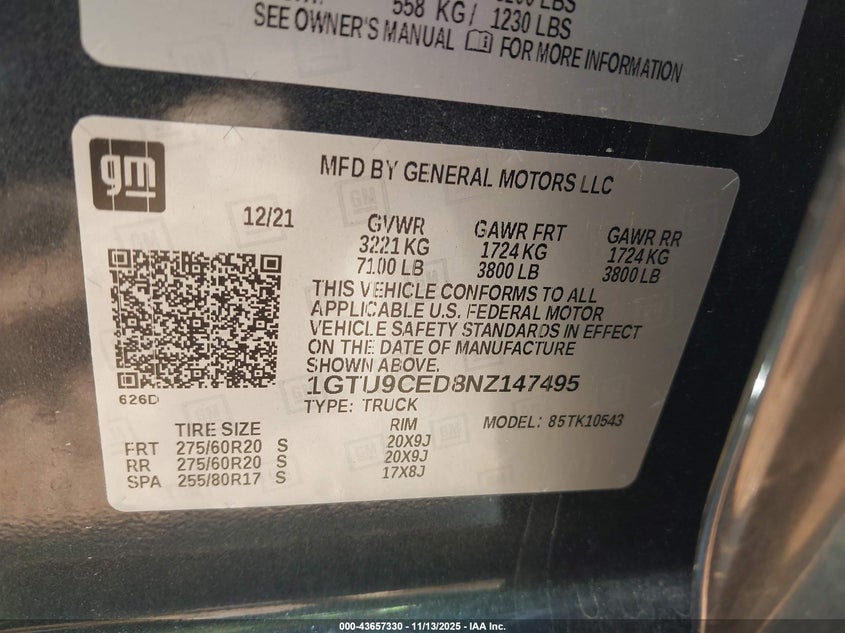 558 KG / 1230 LBS
SEE OWNER'S MANUAL FOR MORE INFORMATION
gm
MFD BY GENERAL MOTORS LLC
12/21 GVWR GAWR FRT GAWR RR
3221 KG 1724 KG 1724 KG
7100 LB 3800 LB 3800 LB
THIS VEHICLE CONFORMS TO ALL
APPLICABLE U.S. FEDERAL MOTOR
VEHICLE SAFETY STANDARDS IN EFFECT
ON THE DATE OF MANUFACTURE
SHOWN ABOVE.
626D
1GTU9CED8NZ147495
TYPE: TRUCK MODEL: 85TK10543
TIRE SIZE RIM
FRT 275/60R20 S 20X9J
RR 275/60R20 S 20X9J
SPA 255/80R17 S 17X8J
000-43657330 — 11/13/2025 — IAA Inc.